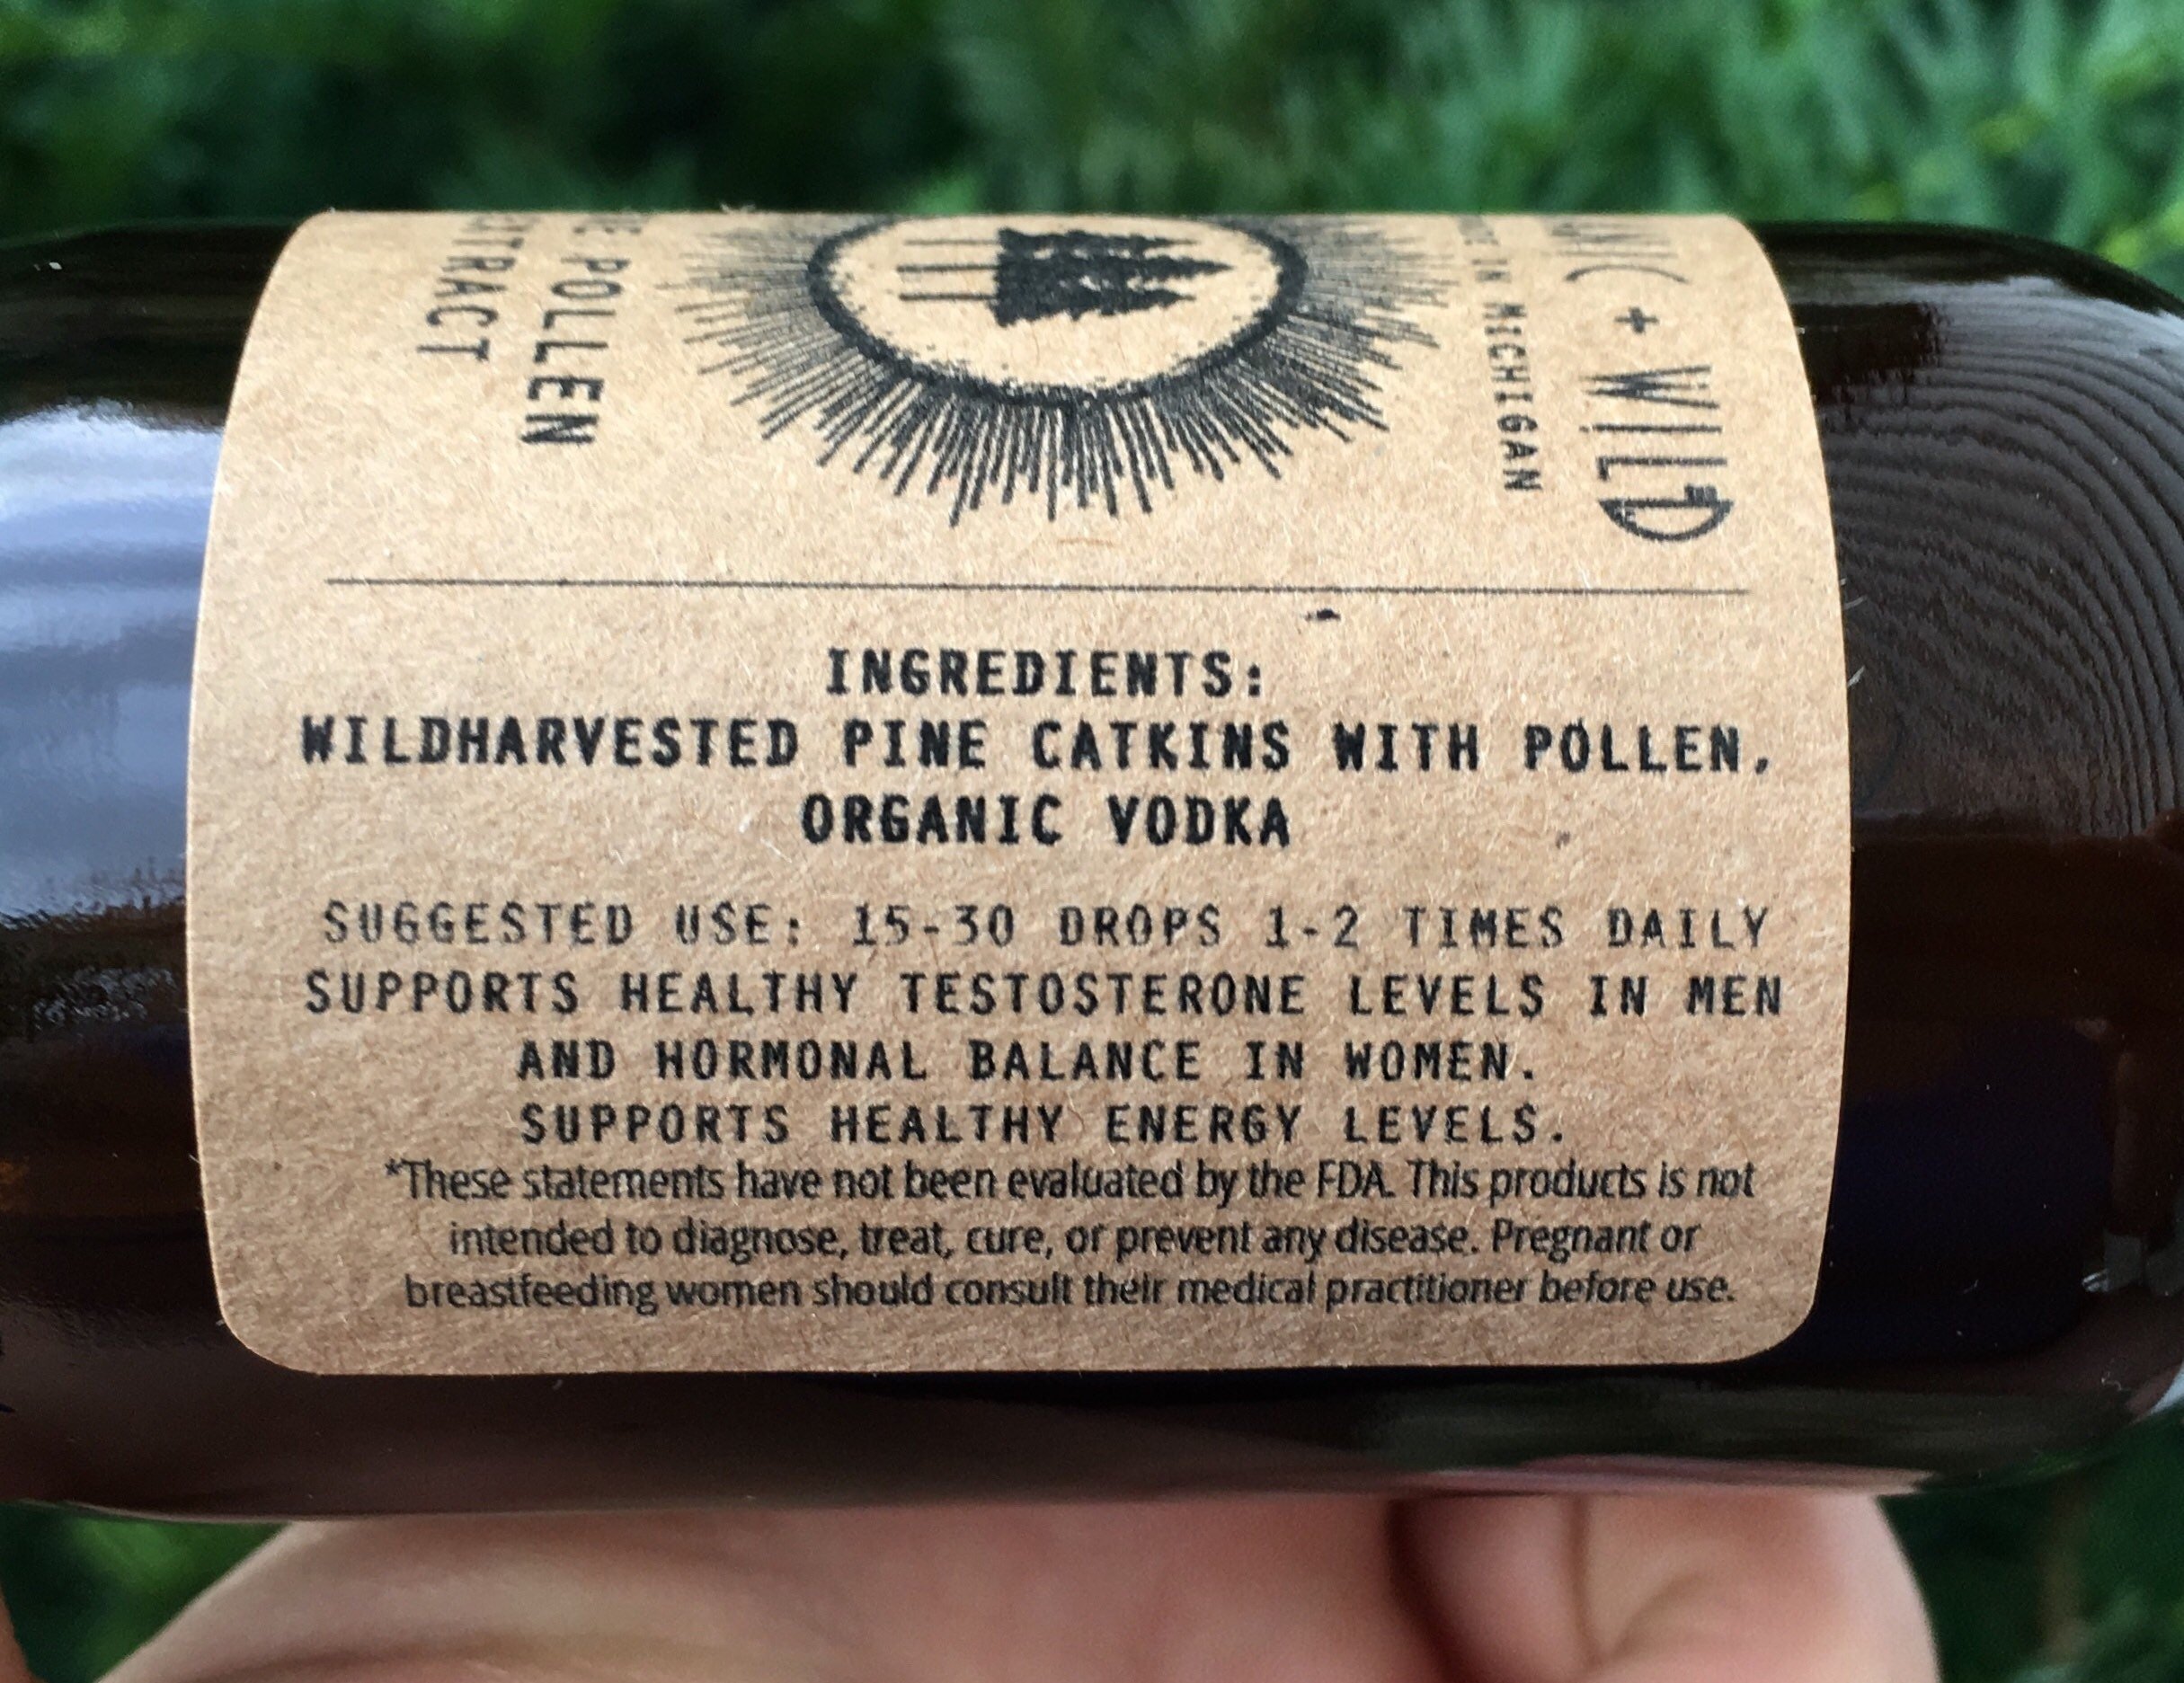 POLLEN
+ WILD
IN MICHIGAN
INGREDIENTS:
WILDHARVESTED PINE CATKINS WITH POLLEN,
ORGANIC VODKA
SUGGESTED USE: 15-30 DROPS 1-2 TIMES DAILY
SUPPORTS HEALTHY TESTOSTERONE LEVELS IN MEN
AND HORMONAL BALANCE IN WOMEN.
SUPPORTS HEALTHY ENERGY LEVELS.
*These statements have not been evaluated by the FDA. This products is not
intended to diagnose, treat, cure, or prevent any disease. Pregnant or
breastfeeding women should consult their medical practitioner before use.